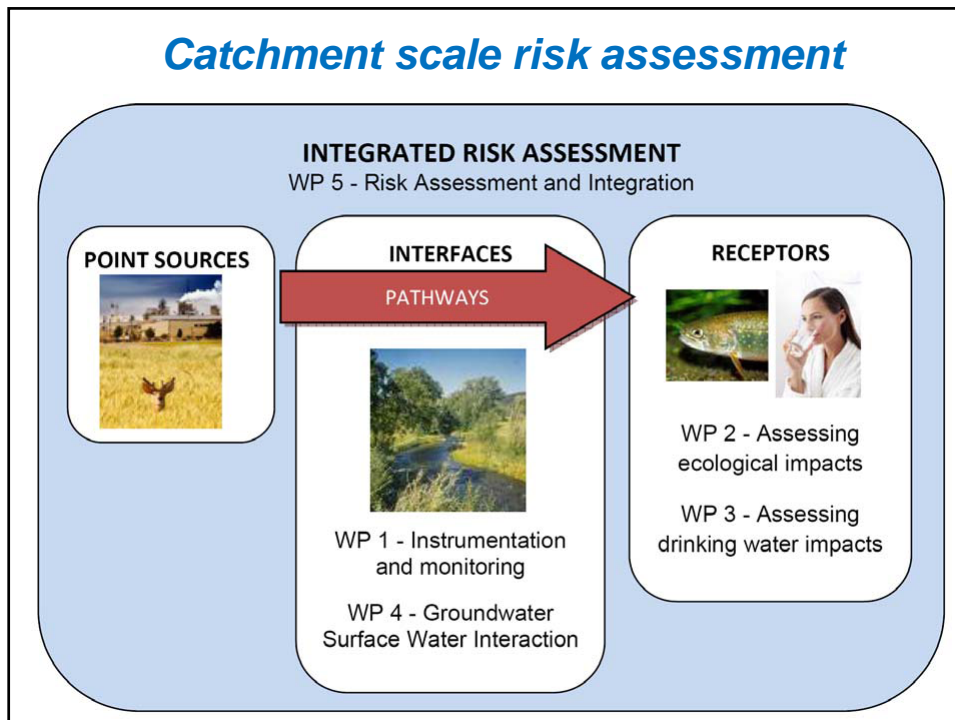 Catchment scale risk assessment
INTEGRATED RISK ASSESSMENT
WP 5 - Risk Assessment and Integration
POINT SOURCES
INTERFACES
PATHWAYS
WP 1 - Instrumentation
and monitoring
WP 4 - Groundwater
Surface Water Interaction
RECEPTORS
WP 2 - Assessing
ecological impacts
WP 3 - Assessing
drinking water impacts